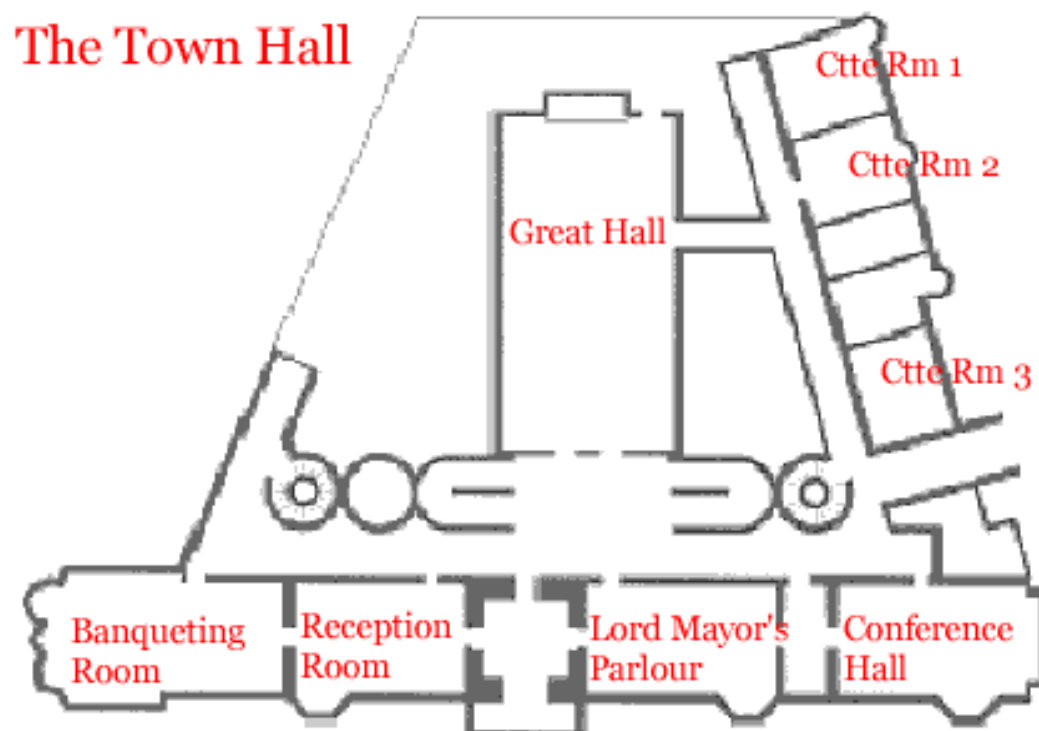 The Town Hall
Ctte Rm 1
Ctte Rm 2
Great Hall
Ctte Rm 3
Banqueting
Room
Reception
Room
Lord Mayor's
Parlour
Conference
Hall